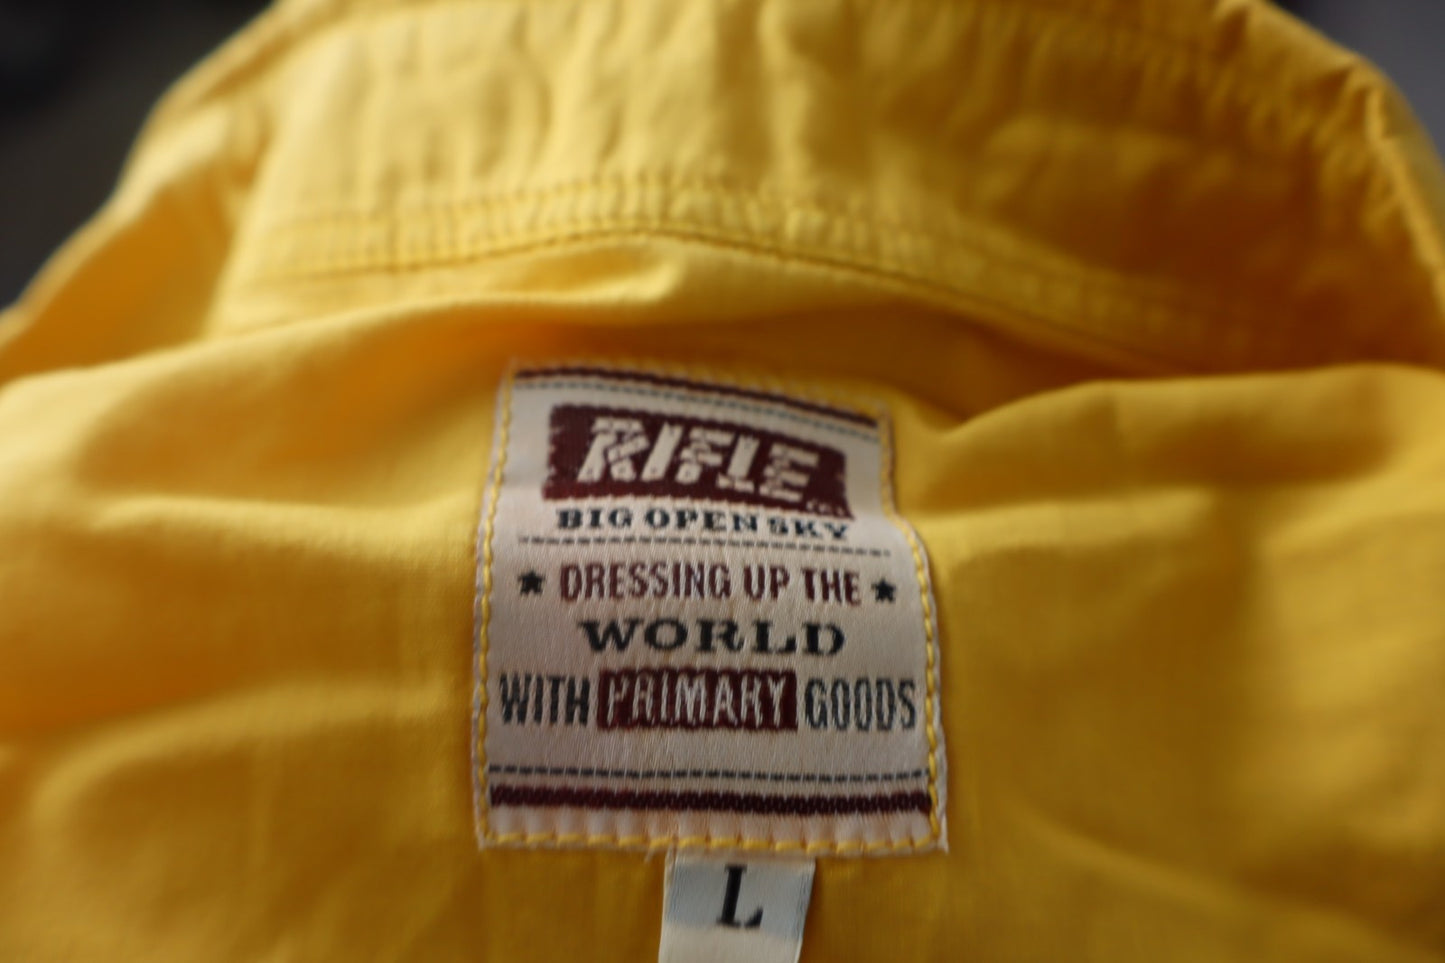 RIFLE
BIG OPEN SKY
★ DRESSING UP THE ★
WORLD
WITH PRIMARY GOODS
L